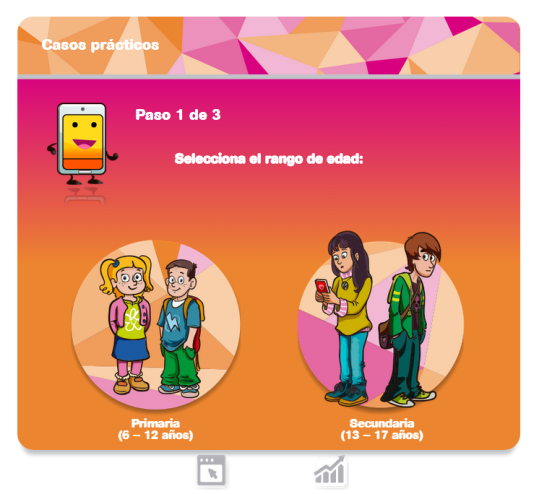 Casos prácticos
Paso 1 de 3
Selecciona el rango de edad:
Primaria
(6 – 12 años)
Secundaria
(13 – 17 años)